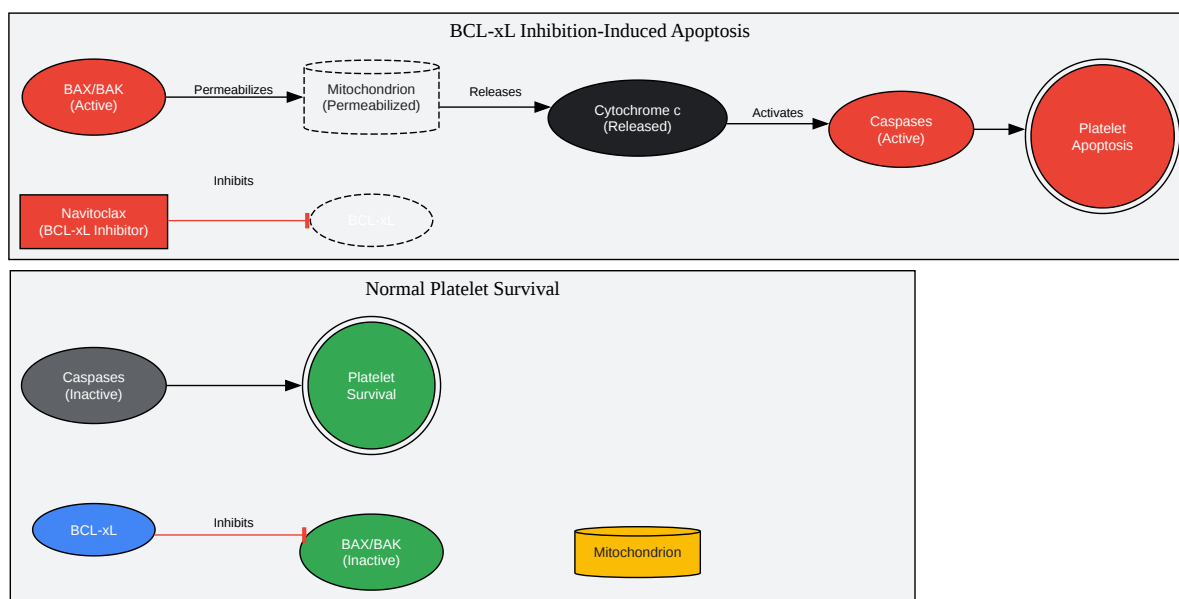 BCL-xL Inhibition-Induced Apoptosis
BAX/BAK
(Active)
Permeabilizes
Mitochondrion
(Permeabilized)
Releases
Cytochrome c
(Released)
Activates
Caspases
(Active)
Platelet
Apoptosis
Navitoclax
(BCL-xL Inhibitor)
Inhibits
BCL-xL
Normal Platelet Survival
Caspases
(Inactive)
Platelet
Survival
BCL-xL
Inhibits
BAX/BAK
(Inactive)
Mitochondrion